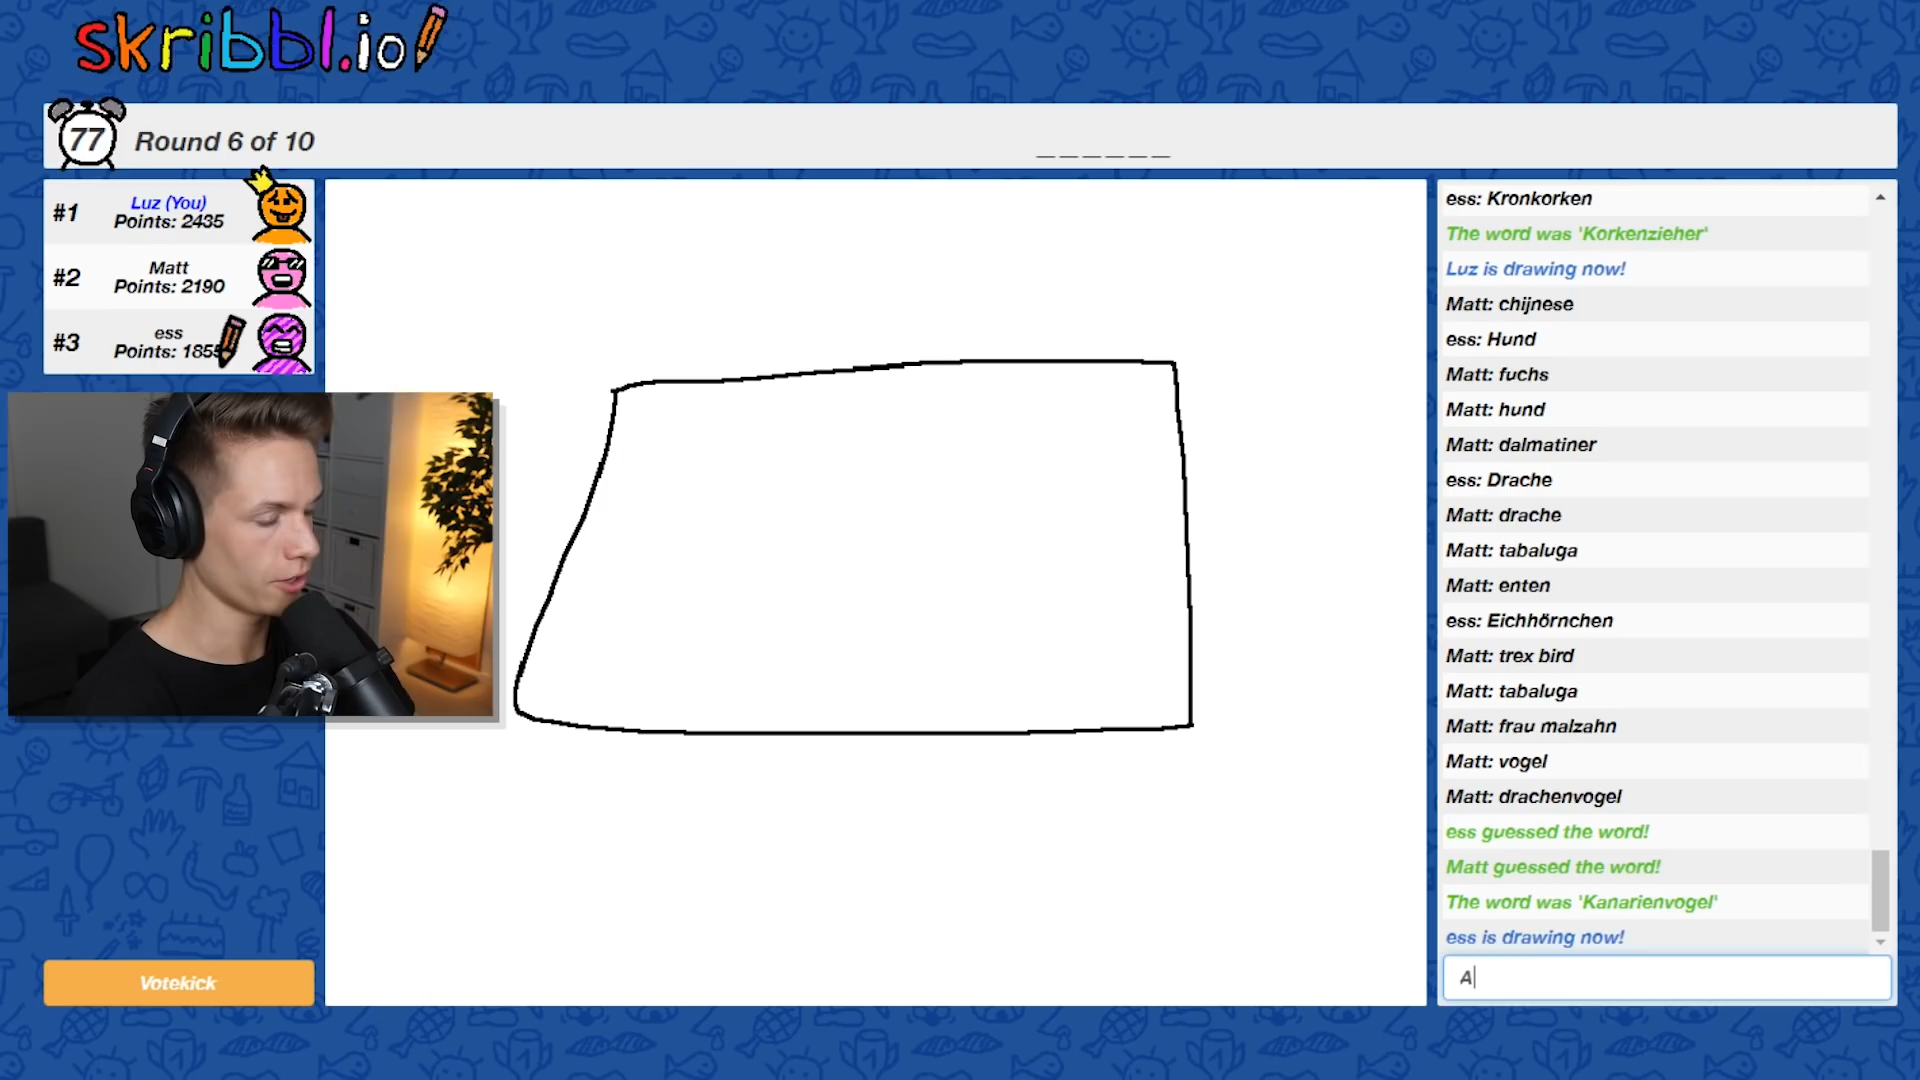 skribbl.io
77
Round 6 of 10
______
#1
Luz (You)
Points: 2435
#2
Matt
Points: 2190
#3
ess
Points: 1855
Votekick
ess: Kronkorken
The word was 'Korkenzieher'
Luz is drawing now!
Matt: chijnese
ess: Hund
Matt: fuchs
Matt: hund
Matt: dalmatiner
ess: Drache
Matt: drache
Matt: tabaluga
Matt: enten
ess: Eichhörnchen
Matt: trex bird
Matt: tabaluga
Matt: frau malzahn
Matt: vogel
Matt: drachenvogel
ess guessed the word!
Matt guessed the word!
The word was 'Kanarienvogel'
ess is drawing now!
A